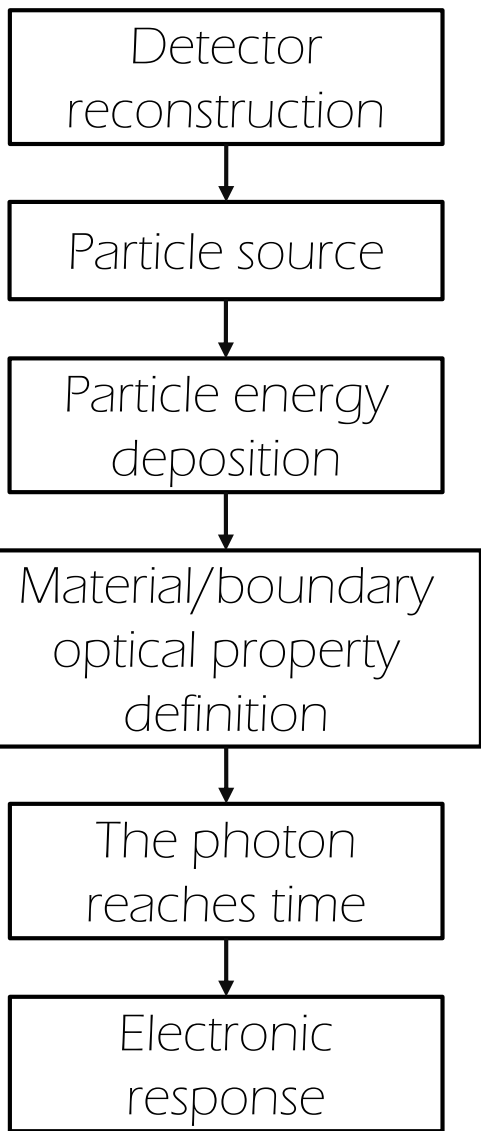 Detector
reconstruction
Particle source
Particle energy
deposition
Material/boundary
optical property
definition
The photon
reaches time
Electronic
response